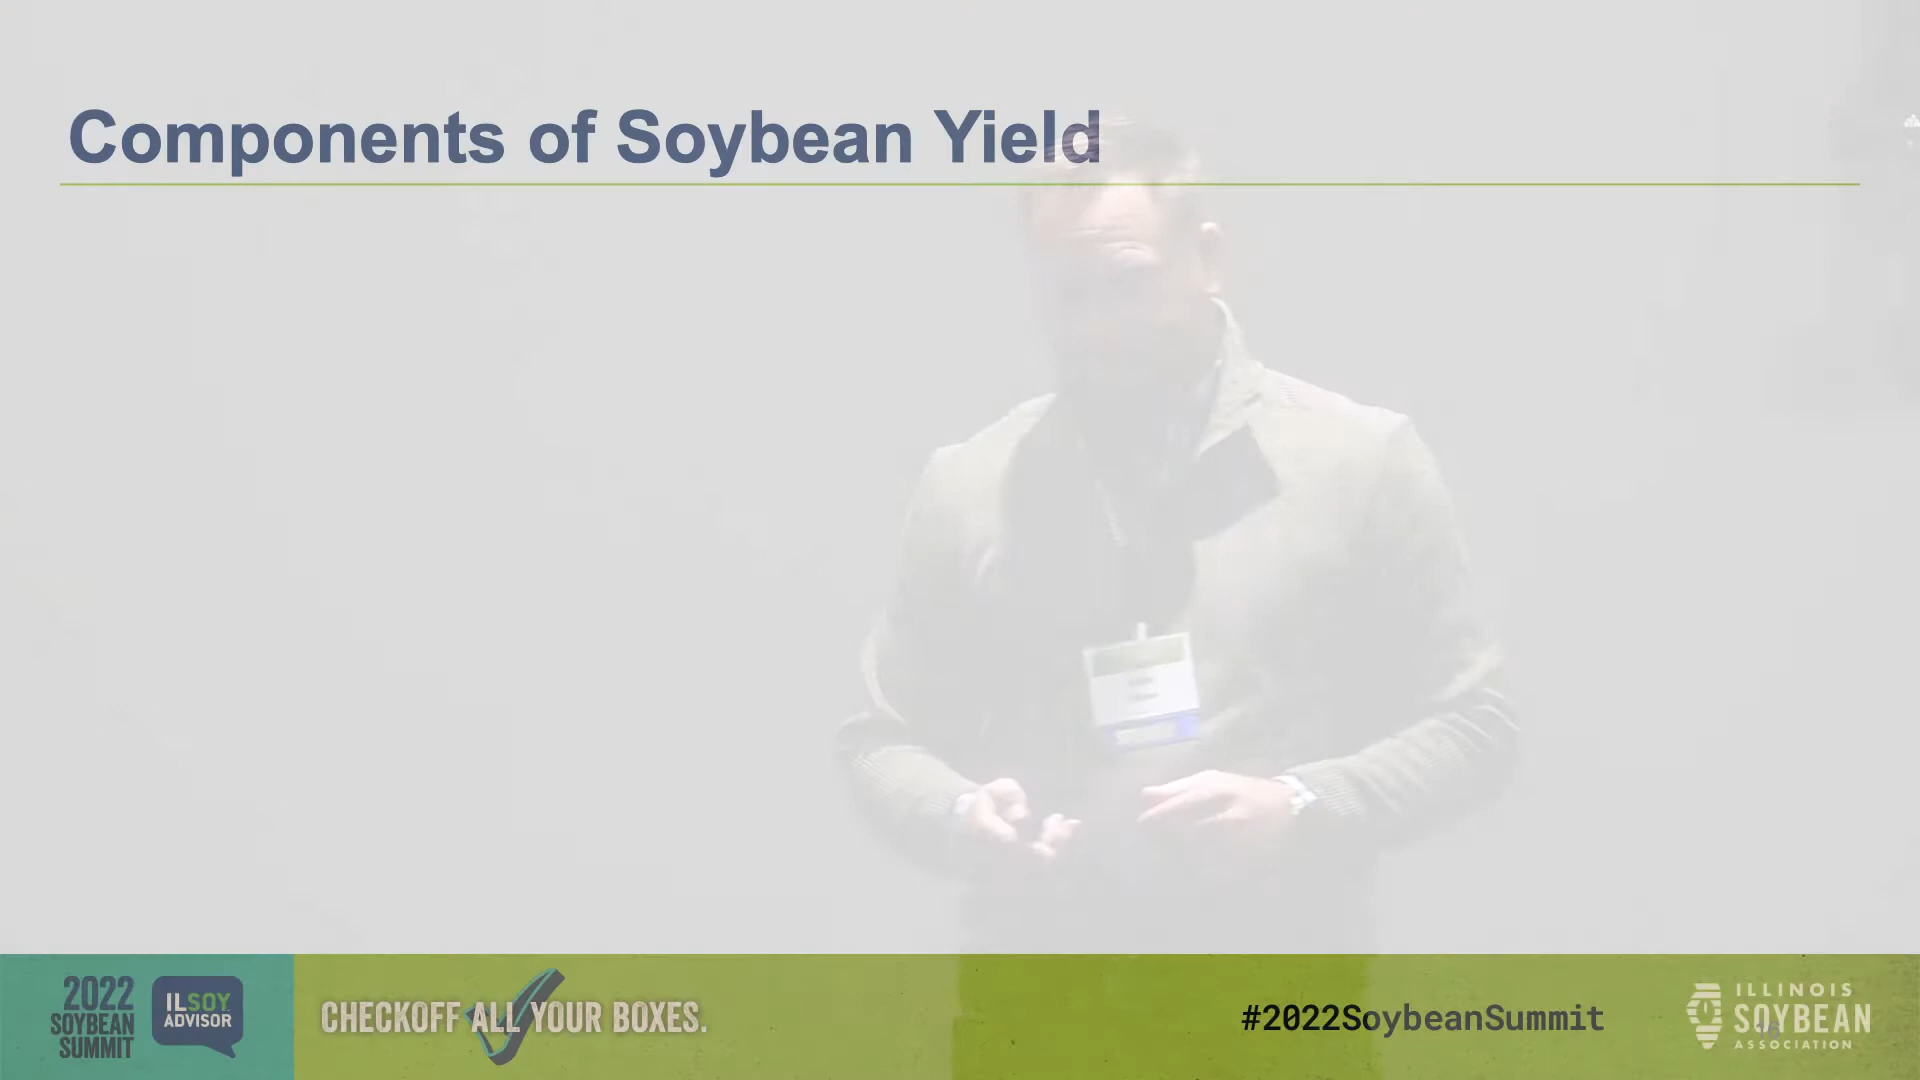 Components of Soybean Yield
2022
SOYBEAN
SUMMIT
ILSOY
ADVISOR
CHECKOFF ALL YOUR BOXES.
#2022SoybeanSummit
ILLINOIS
SOYBEAN
ASSOCIATION